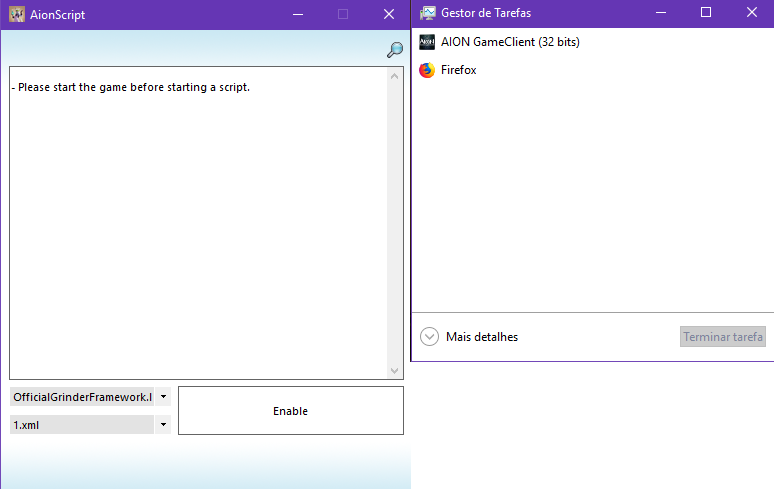 AionScript
- Please start the game before starting a script.
OfficialGrinderFramework.l
1.xml
Enable
Gestor de Tarefas
AION GameClient (32 bits)
Firefox
Mais detalhes
Terminar tarefa